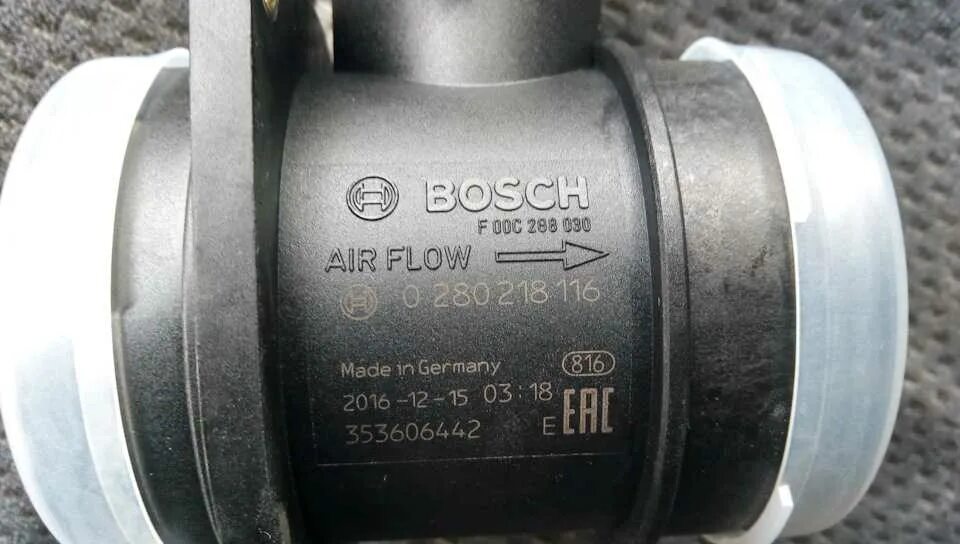 BOSCH
F 00C 288 030
AIR FLOW
0 280 218 116
Made in Germany 816
2016-12-15 03:18
353606442 E EAC